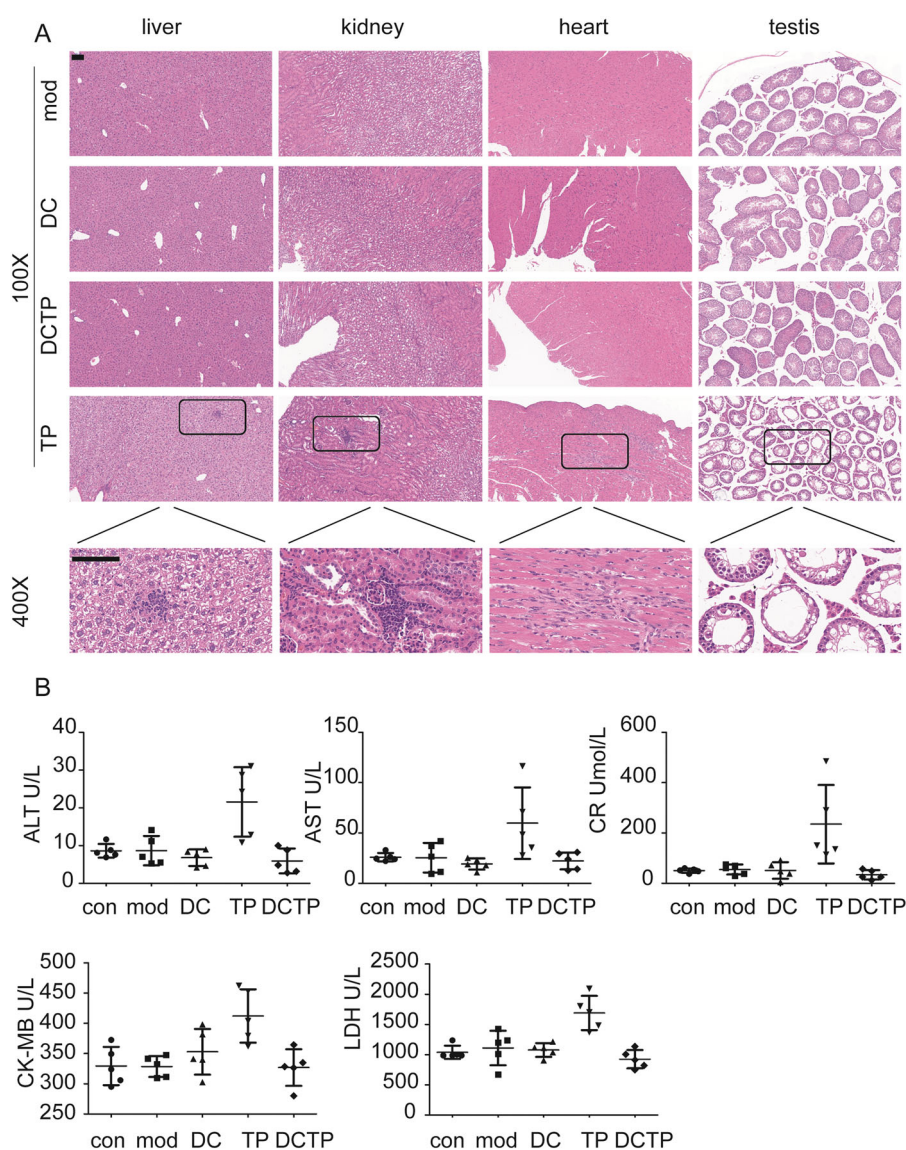 A
liver kidney heart testis
100X
mod
DC
DCTP
TP
400X
B
ALT U/L
40
30
20
10
0
con mod DC TP DCTP
AST U/L
150
100
50
0
con mod DC TP DCTP
CR Umol/L
600
400
200
0
con mod DC TP DCTP
CK-MB U/L
500
450
400
350
300
250
con mod DC TP DCTP
LDH U/L
2500
2000
1500
1000
500
0
con mod DC TP DCTP